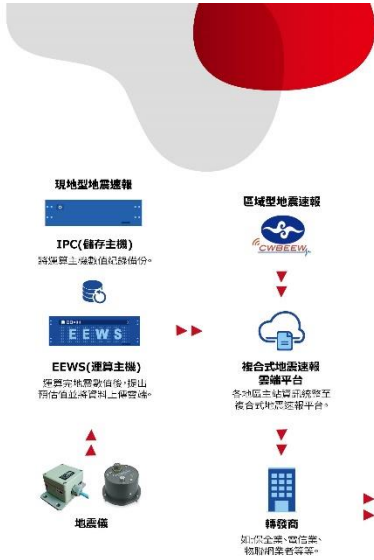 現地型地震速報
IPC(儲存主機)
將運算主機數值紀錄備份。
EEWS
EEWS(運算主機)
運算完地震數值後,提出
預估值並將資料上傳雲端。
地震儀
區域型地震速報
CWBEEW
複合式地震速報
雲端平台
各地區主站資訊統整至
複合式地震速報平台。
轉發商
如:保全業、電信業、
物聯網業者等等。